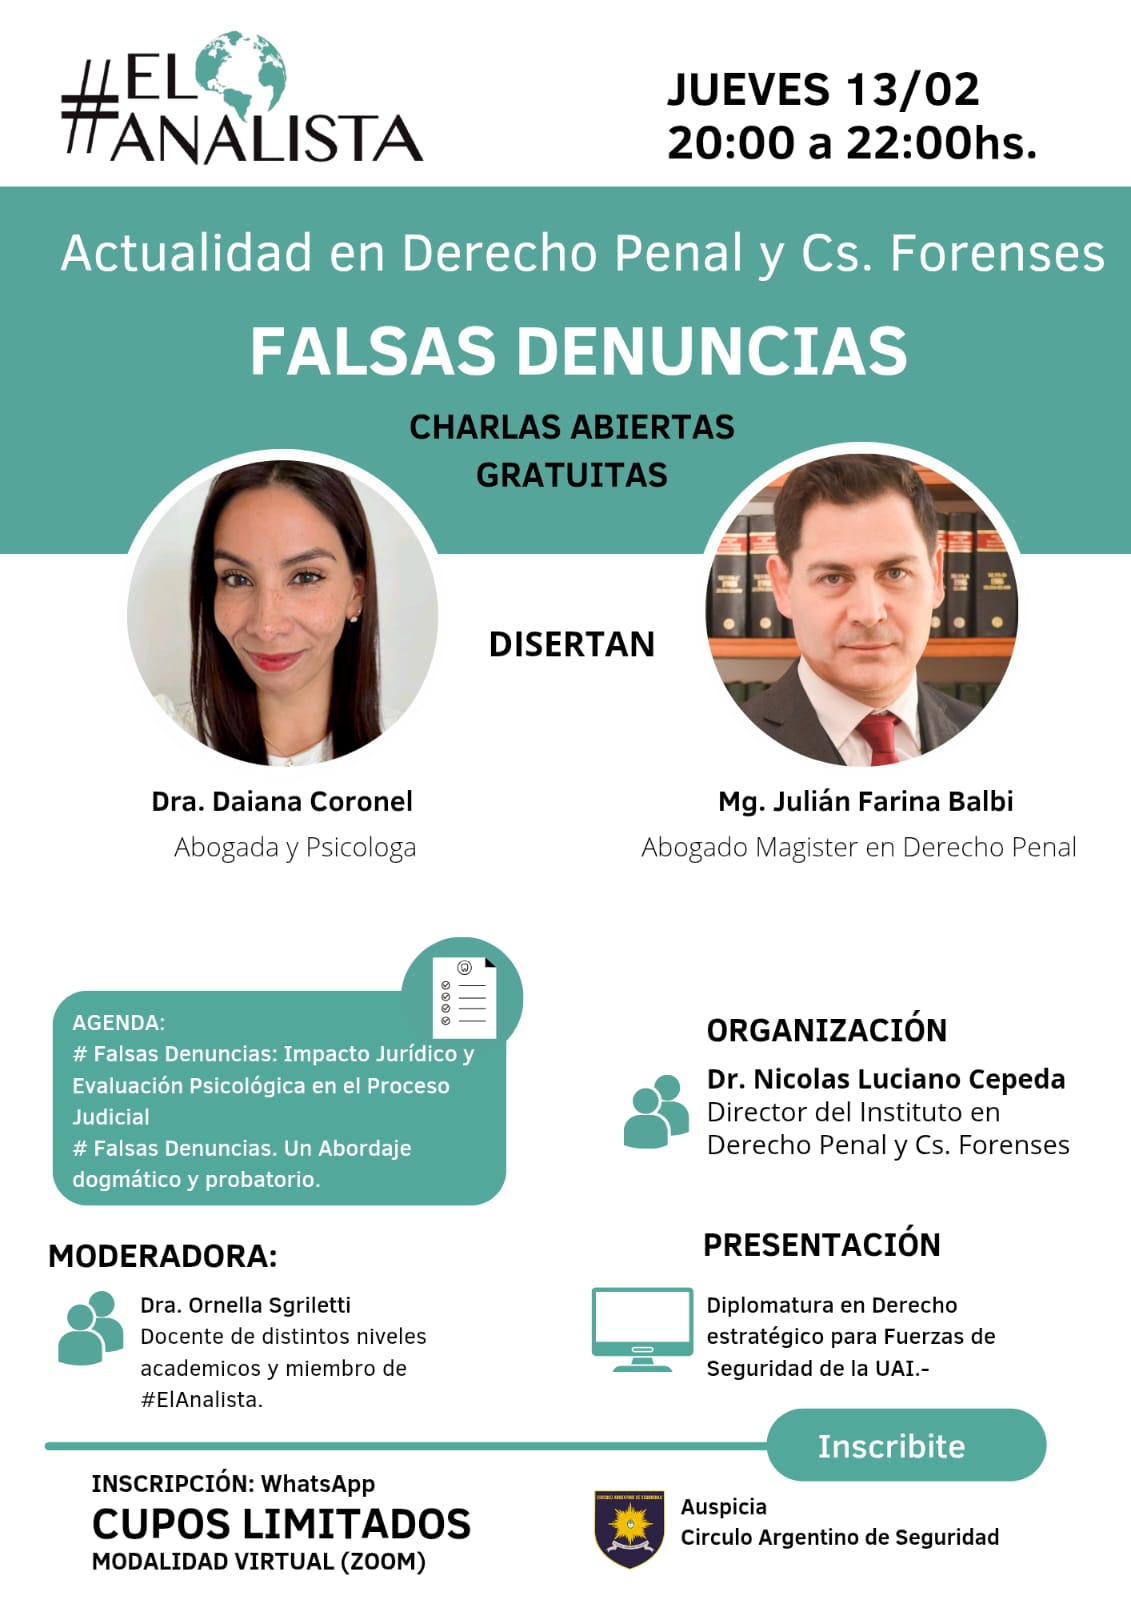 #EL
ANALISTA
JUEVES 13/02
20:00 a 22:00hs.
Actualidad en Derecho Penal y Cs. Forenses
FALSAS DENUNCIAS
CHARLAS ABIERTAS
GRATUITAS
DISERTAN
Dra. Daiana Coronel
Abogada y Psicologa
Mg. Julián Farina Balbi
Abogado Magister en Derecho Penal
AGENDA:
# Falsas Denuncias: Impacto Jurídico y
Evaluación Psicológica en el Proceso
Judicial
# Falsas Denuncias. Un Abordaje
dogmático y probatorio.
ORGANIZACIÓN
Dr. Nicolas Luciano Cepeda
Director del Instituto en
Derecho Penal y Cs. Forenses
MODERADORA:
Dra. Ornella Sgriletti
Docente de distintos niveles
academicos y miembro de
#ElAnalista.
PRESENTACIÓN
Diplomatura en Derecho
estratégico para Fuerzas de
Seguridad de la UAI.-
Inscribite
INSCRIPCIÓN: WhatsApp
CUPOS LIMITADOS
MODALIDAD VIRTUAL (ZOOM)
Auspicia
Circulo Argentino de Seguridad